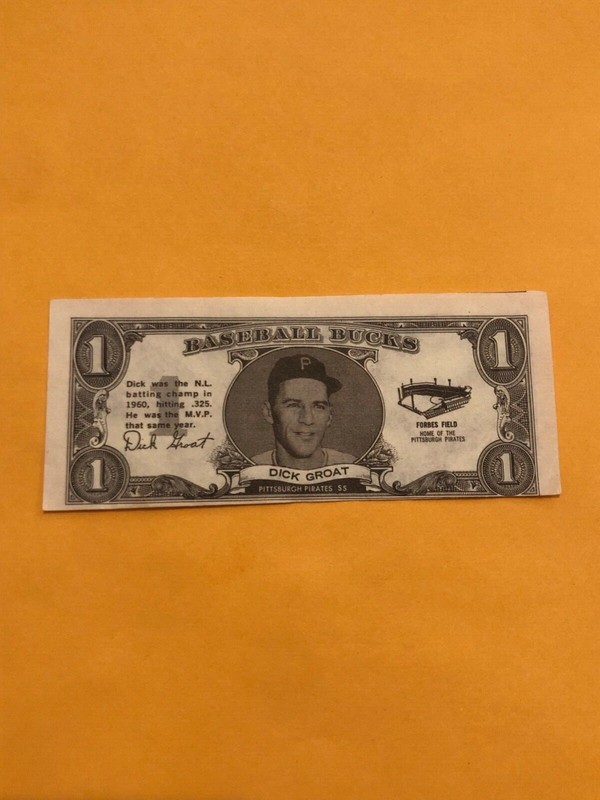 BASEBALL BUCKS
1
1
Dick was the N.L.
batting champ in
1960, hitting .325.
He was the M.V.P.
that same year.
Dick Groat
P
FORBES FIELD
HOME OF THE
PITTSBURGH PIRATES
DICK GROAT
PITTSBURGH PIRATES SS
1
1